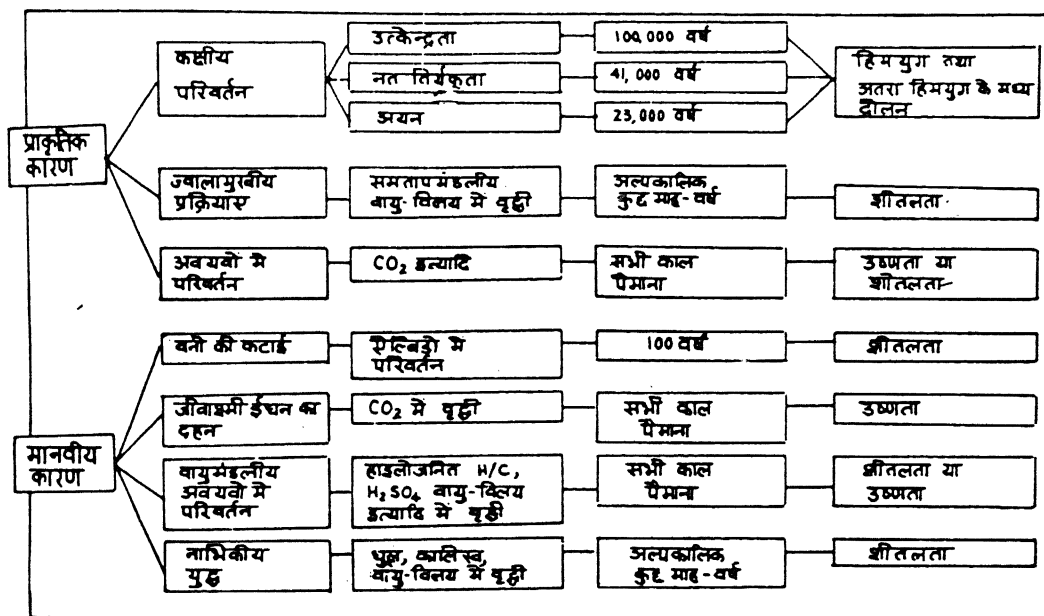 प्राकृतिक
कारण
कक्षीय
परिवर्तन
उत्केन्द्रता
100,000 वर्ष
नत तिर्यकृता
41,000 वर्ष
अयन
23,000 वर्ष
हिमयुग तथा
अतरा हिमयुग के मध्य
दोलन
ज्वालामुखीय
प्रक्रियाएं
समतापमंडलीय
वायु-विलय में वृद्धी
अल्पकालिक
कुछ माह-वर्ष
शीतलता
अवयवों मे
परिवर्तन
CO₂ इत्यादि
सभी काल
पैमाना
उष्णता या
शीतलता
मानवीय
कारण
वनो की कटाई
ऐल्बिडो मे
परिवर्तन
100 वर्ष
शीतलता
जीवाश्मी ईंधन का
दहन
CO₂ में वृद्धी
सभी काल
पैमाना
उष्णता
वायुमंडलीय
अवयवो मे
परिवर्तन
हाइलोजनित H/C,
H₂SO₄ वायु-विलय
इत्यादि में वृद्धी
सभी काल
पैमाना
शीतलता या
उष्णता
नाभिकीय
युद्ध
धूल, कालिख,
वायु-विलय में वृद्धी
अल्पकालिक
कुछ माह-वर्ष
शीतलता